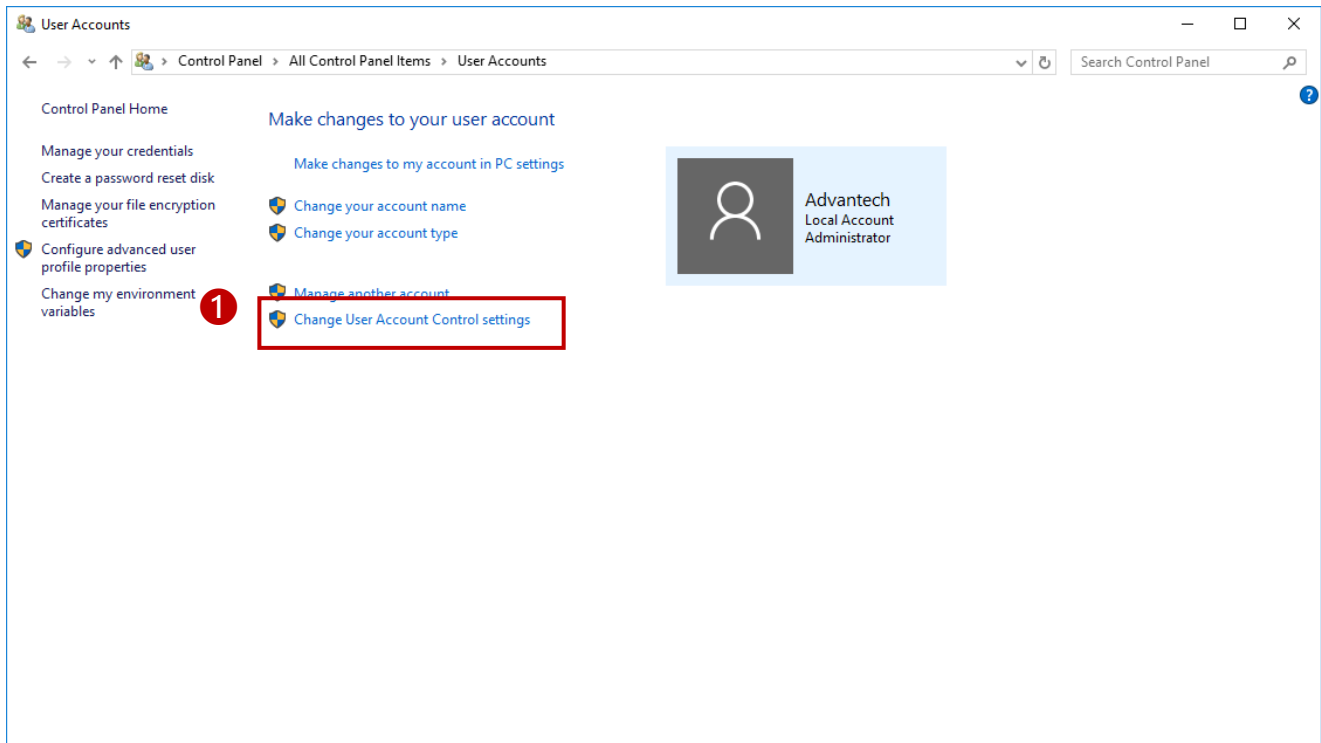 User Accounts
Control Panel > All Control Panel Items > User Accounts
Search Control Panel
?
Control Panel Home
Manage your credentials
Create a password reset disk
Manage your file encryption
certificates
Configure advanced user
profile properties
Change my environment
variables
Make changes to your user account
Make changes to my account in PC settings
Change your account name
Change your account type
Manage another account
1
Change User Account Control settings
Advantech
Local Account
Administrator